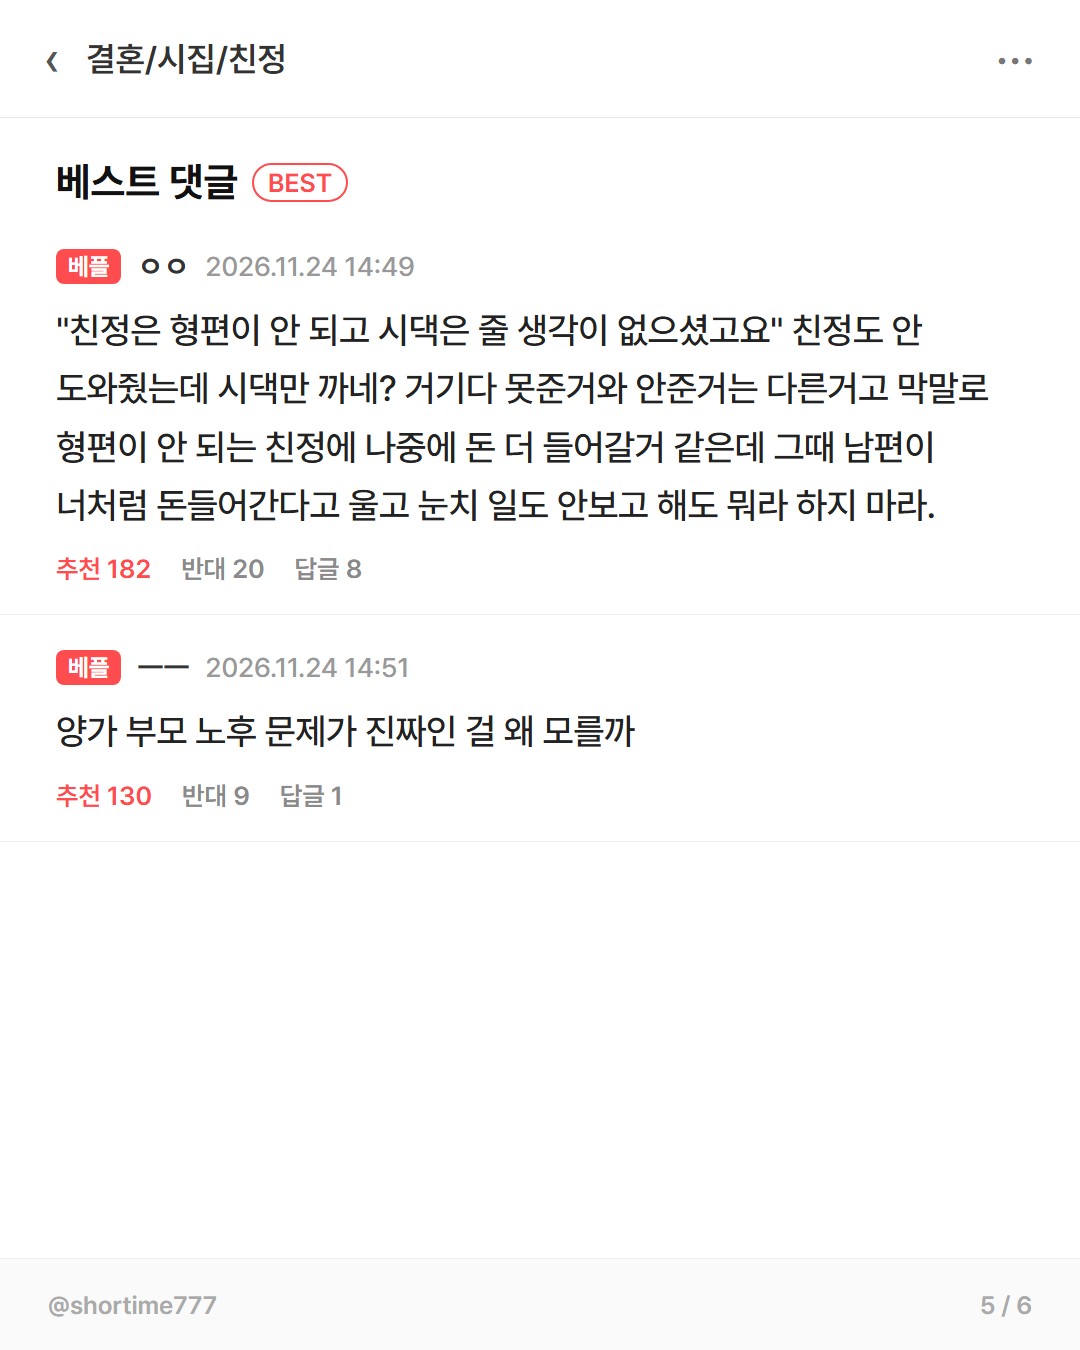 ❮ 결혼/시집/친정 •••
베스트 댓글 BEST
베플 ㅇㅇ 2026.11.24 14:49
"친정은 형편이 안 되고 시댁은 줄 생각이 없으셨고요" 친정도 안
도와줬는데 시댁만 까네? 거기다 못준거와 안준거는 다른거고 막말로
형편이 안 되는 친정에 나중에 돈 더 들어갈거 같은데 그때 남편이
너처럼 돈들어간다고 울고 눈치 일도 안보고 해도 뭐라 하지 마라.
추천 182 반대 20 답글 8
베플 ㅡㅡ 2026.11.24 14:51
양가 부모 노후 문제가 진짜인 걸 왜 모를까
추천 130 반대 9 답글 1
@shortime777 5 / 6